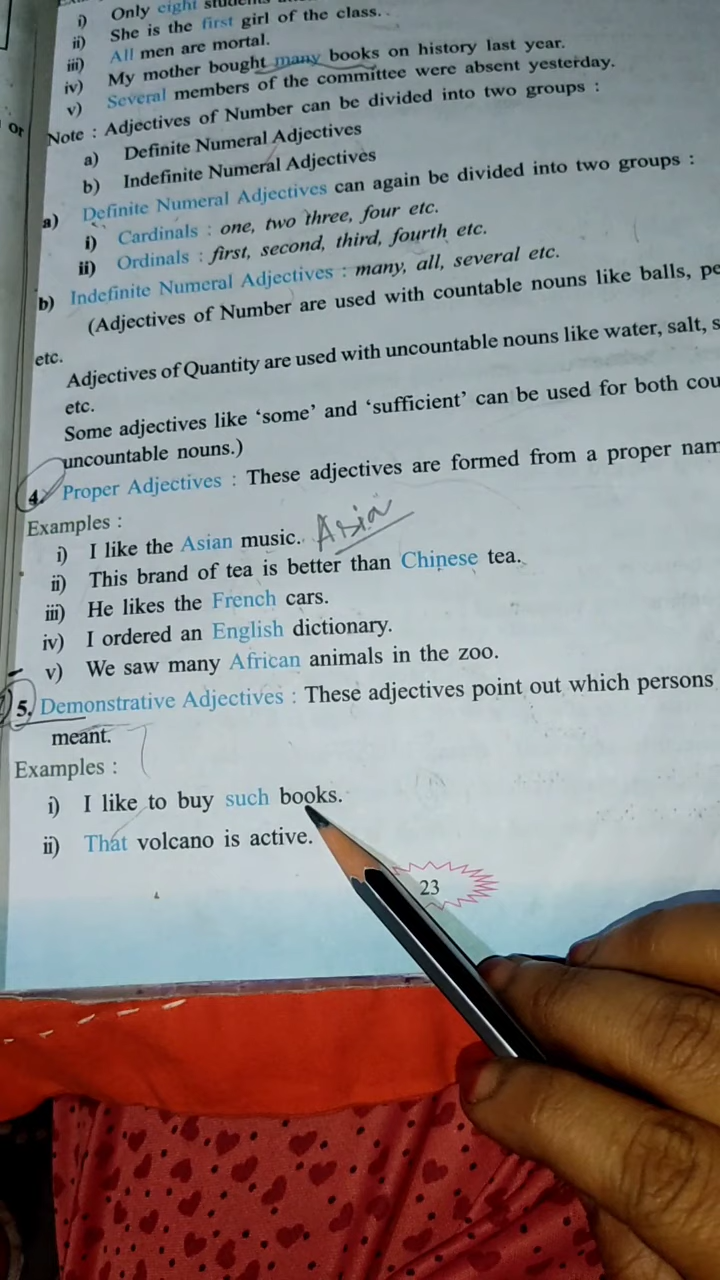 i) Only eight
ii) She is the first girl of the class.
iii) All men are mortal.
iv) My mother bought many books on history last year.
v) Several members of the committee were absent yesterday.
or
Note : Adjectives of Number can be divided into two groups :
a) Definite Numeral Adjectives
b) Indefinite Numeral Adjectives
a) Definite Numeral Adjectives can again be divided into two groups :
i) Cardinals : one, two three, four etc.
ii) Ordinals : first, second, third, fourth etc.
b) Indefinite Numeral Adjectives : many, all, several etc.
(Adjectives of Number are used with countable nouns like balls,
etc.
Adjectives of Quantity are used with uncountable nouns like water, salt,
etc.
Some adjectives like ‘some’ and ‘sufficient’ can be used for both
uncountable nouns.)
4. Proper Adjectives : These adjectives are formed from a proper
Examples :
i) I like the Asian music. Asia
ii) This brand of tea is better than Chinese tea.
iii) He likes the French cars.
iv) I ordered an English dictionary.
v) We saw many African animals in the zoo.
5. Demonstrative Adjectives : These adjectives point out which persons
meant.
Examples :
i) I like to buy such books.
ii) That volcano is active.
23